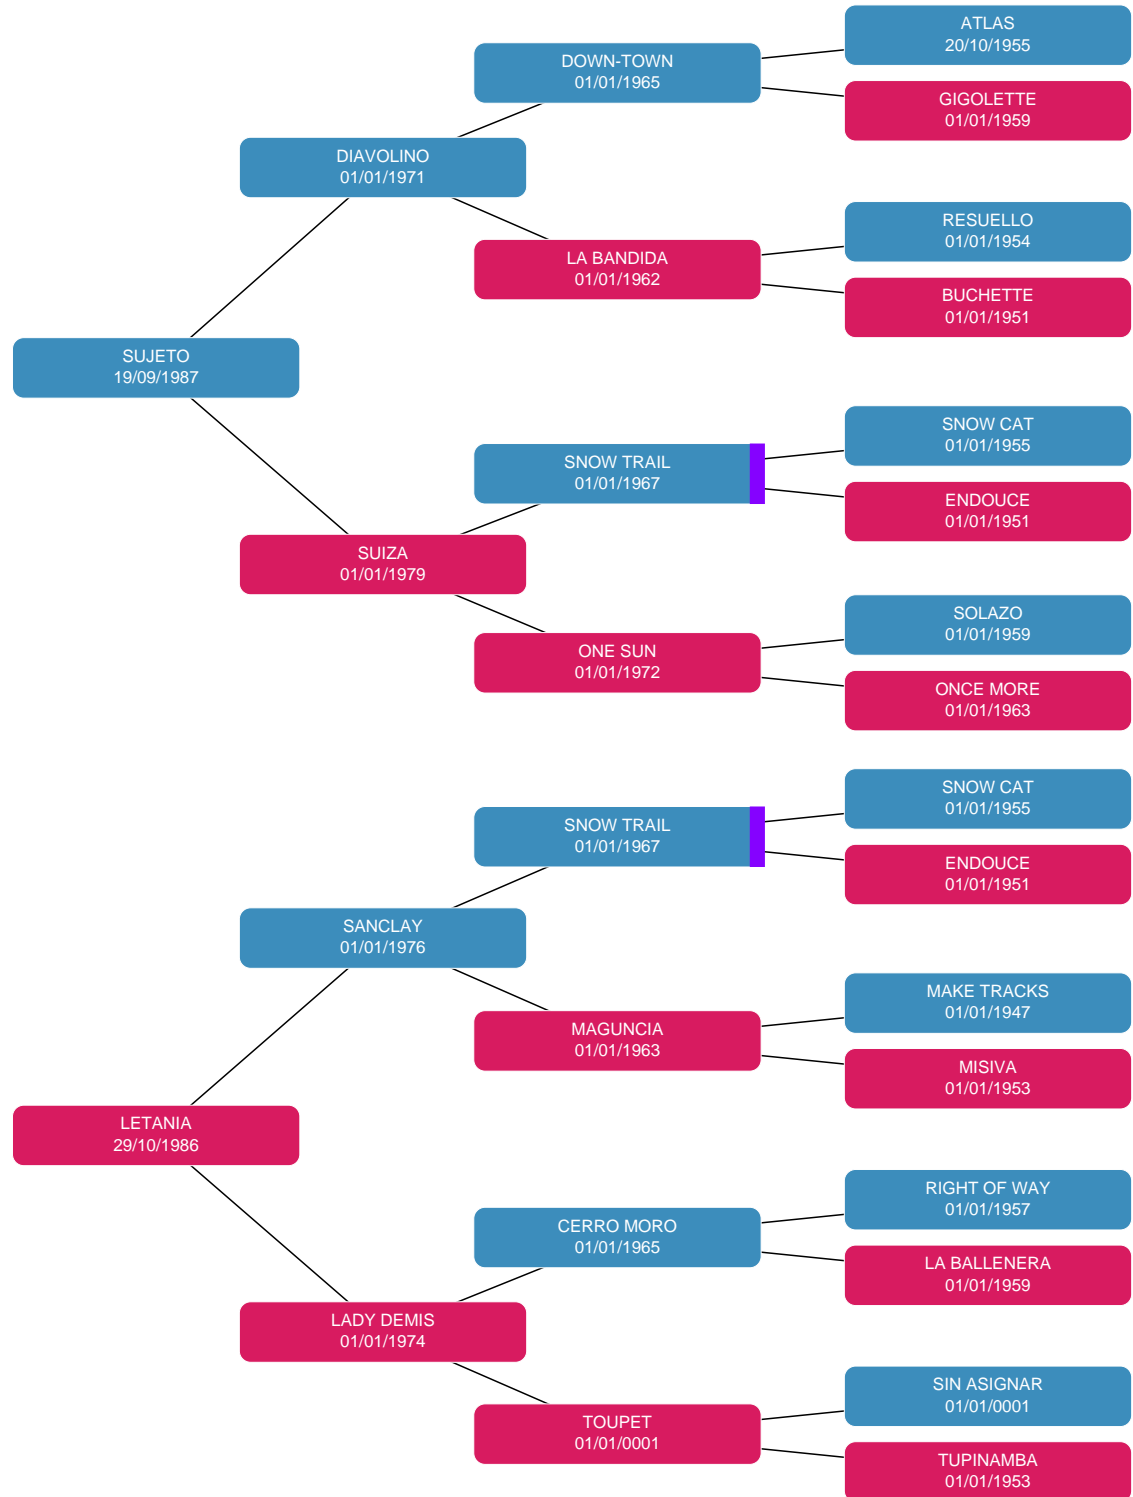 ATLAS
20/10/1955
DOWN-TOWN
01/01/1965
GIGOLETTE
01/01/1959
DIAVOLINO
01/01/1971
RESUELLO
01/01/1954
LA BANDIDA
01/01/1962
BUCHETTE
01/01/1951
SUJETO
19/09/1987
SNOW CAT
01/01/1955
SNOW TRAIL
01/01/1967
ENDOUCE
01/01/1951
SUIZA
01/01/1979
SOLAZO
01/01/1959
ONE SUN
01/01/1972
ONCE MORE
01/01/1963
SNOW CAT
01/01/1955
SNOW TRAIL
01/01/1967
ENDOUCE
01/01/1951
SANCLAY
01/01/1976
MAKE TRACKS
01/01/1947
MAGUNCIA
01/01/1963
MISIVA
01/01/1953
LETANIA
29/10/1986
RIGHT OF WAY
01/01/1957
CERRO MORO
01/01/1965
LA BALLENERA
01/01/1959
LADY DEMIS
01/01/1974
SIN ASIGNAR
01/01/0001
TOUPET
01/01/0001
TUPINAMBA
01/01/1953